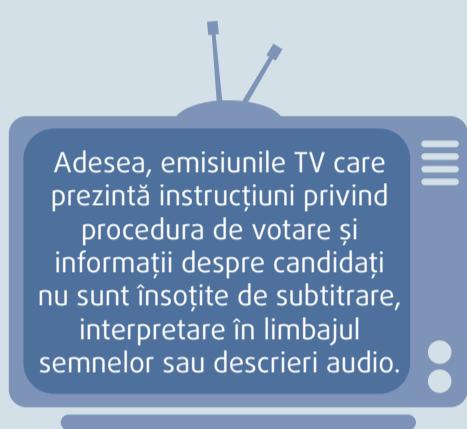 Adesea, emisiunile TV care
prezintă instrucțiuni privind
procedura de votare și
informații despre candidați
nu sunt însoțite de subtitrare,
interpretare în limbajul
semnelor sau descrieri audio.